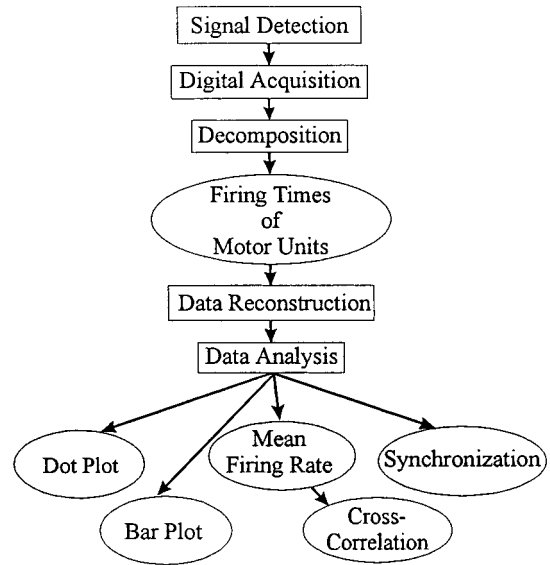 Signal Detection
Digital Acquisition
Decomposition
Firing Times
of
Motor Units
Data Reconstruction
Data Analysis
Dot Plot
Bar Plot
Mean
Firing Rate
Cross-
Correlation
Synchronization